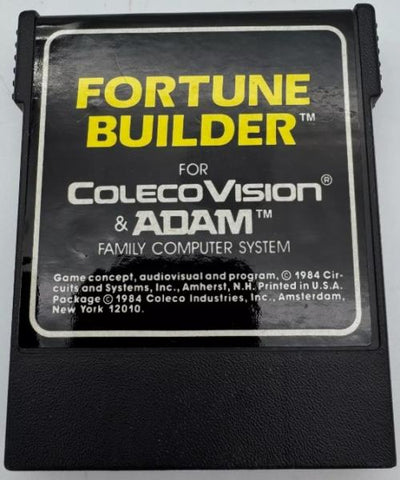 FORTUNE
BUILDER™
FOR
COLECOVISION®
& ADAM™
FAMILY COMPUTER SYSTEM
Game concept, audiovisual and program, © 1984 Cir-
cuits and Systems, Inc., Amherst, N.H. Printed in U.S.A.
Package © 1984 Coleco Industries, Inc., Amsterdam,
New York 12010.